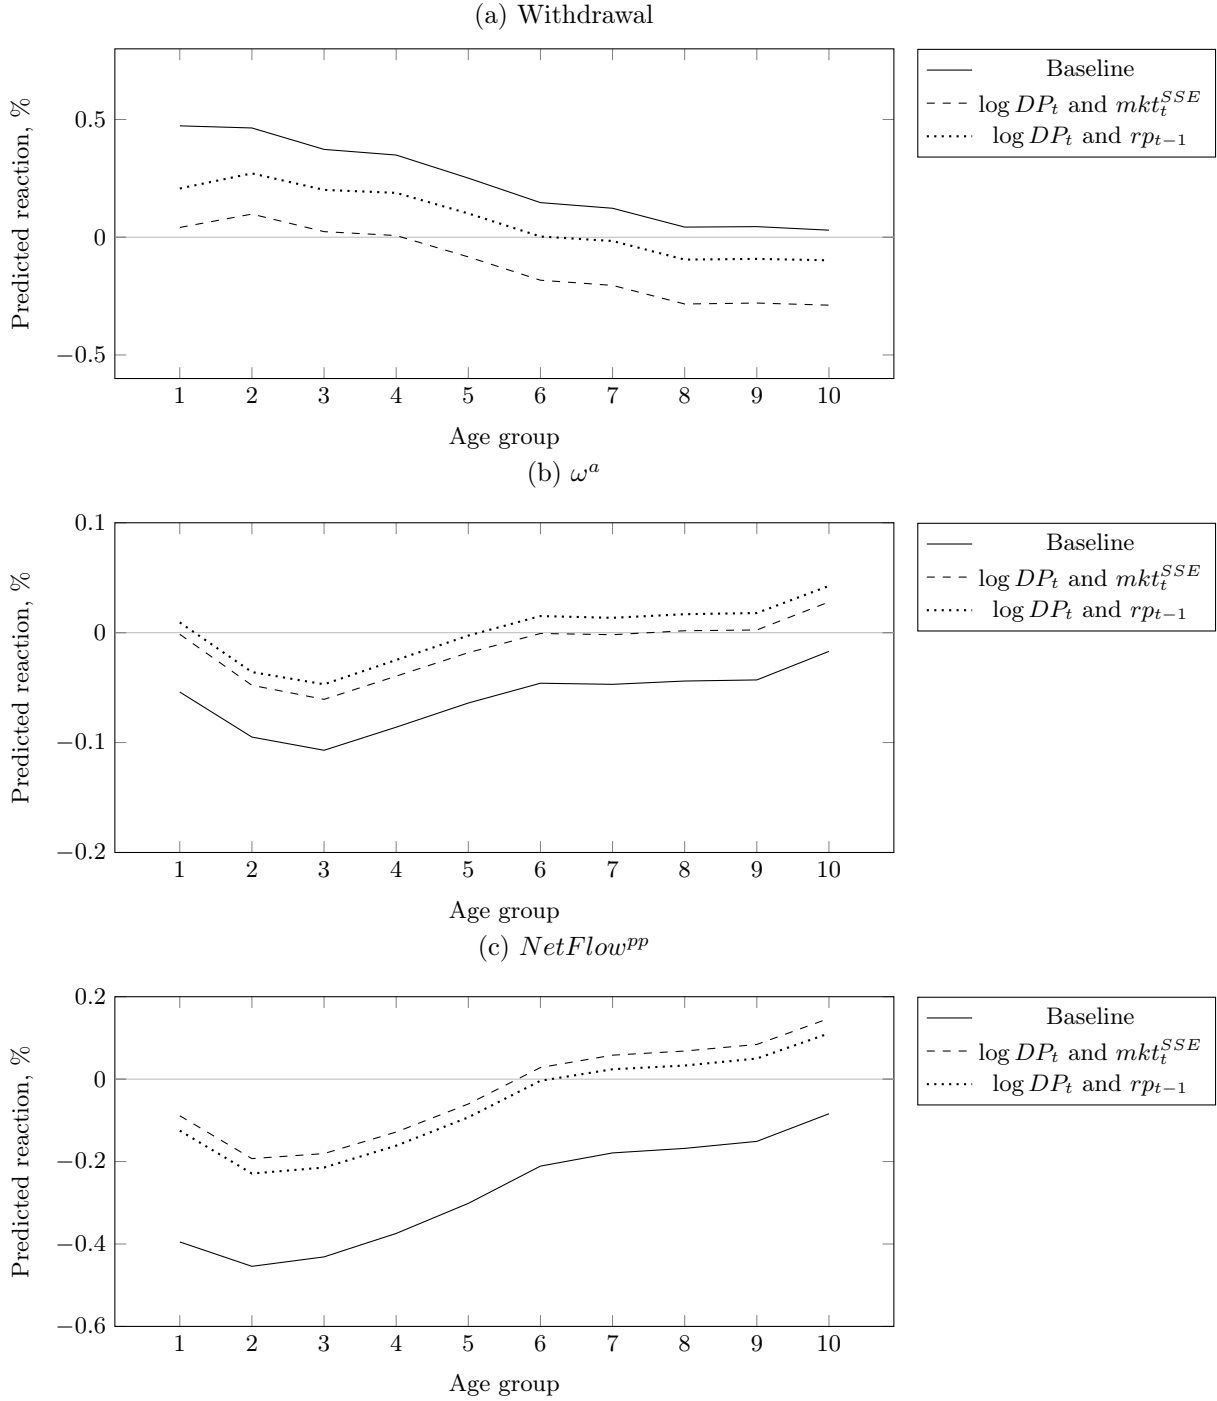 (a) Withdrawal
Predicted reaction, %
0.5
0
−0.5
1 2 3 4 5 6 7 8 9 10
Age group
Baseline
log DP_t and mkt_t^{SSE}
log DP_t and rp_{t−1}
(b) ω^a
Predicted reaction, %
0.1
0
−0.1
−0.2
1 2 3 4 5 6 7 8 9 10
Age group
Baseline
log DP_t and mkt_t^{SSE}
log DP_t and rp_{t−1}
(c) NetFlow^{pp}
Predicted reaction, %
0.2
0
−0.2
−0.4
−0.6
1 2 3 4 5 6 7 8 9 10
Age group
Baseline
log DP_t and mkt_t^{SSE}
log DP_t and rp_{t−1}